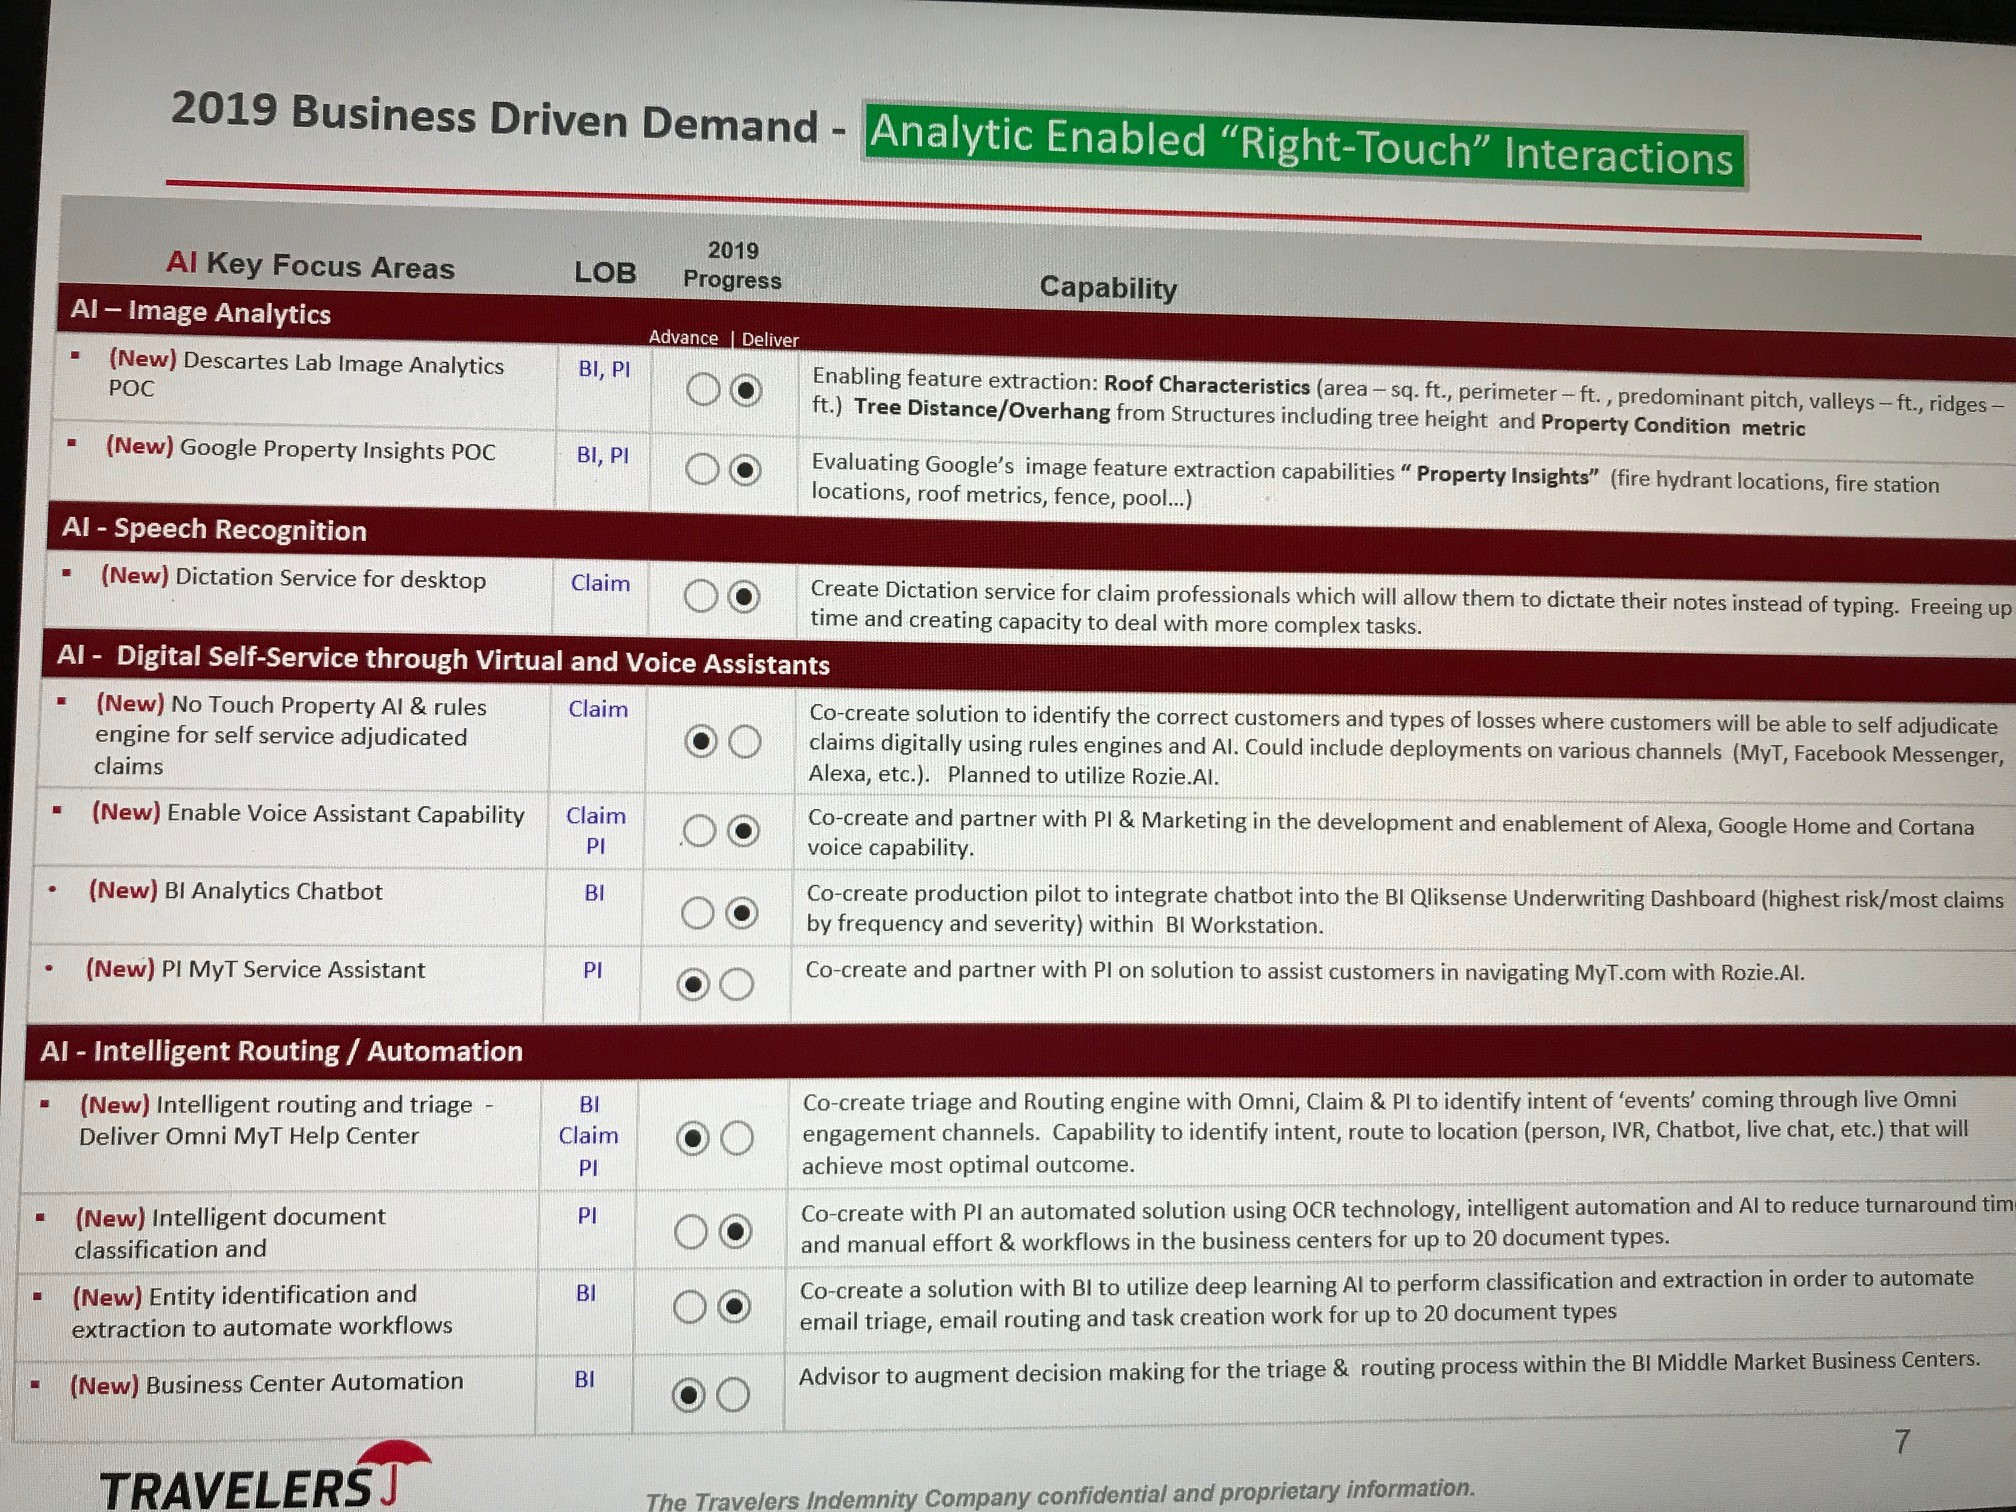 2019 Business Driven Demand - Analytic Enabled “Right-Touch” Interactions
AI Key Focus Areas
LOB
2019
Progress
Capability
AI – Image Analytics
Advance | Deliver
▪ (New) Descartes Lab Image Analytics
POC
BI, PI
Enabling feature extraction: Roof Characteristics (area – sq. ft., perimeter – ft. , predominant pitch, valleys – ft., ridges –
ft.) Tree Distance/Overhang from Structures including tree height and Property Condition metric
▪ (New) Google Property Insights POC
BI, PI
Evaluating Google’s image feature extraction capabilities “ Property Insights” (fire hydrant locations, fire station
locations, roof metrics, fence, pool...)
AI - Speech Recognition
▪ (New) Dictation Service for desktop
Claim
Create Dictation service for claim professionals which will allow them to dictate their notes instead of typing. Freeing up
time and creating capacity to deal with more complex tasks.
AI - Digital Self-Service through Virtual and Voice Assistants
▪ (New) No Touch Property AI & rules
engine for self service adjudicated
claims
Claim
Co-create solution to identify the correct customers and types of losses where customers will be able to self adjudicate
claims digitally using rules engines and AI. Could include deployments on various channels (MyT, Facebook Messenger,
Alexa, etc.). Planned to utilize Rozie.AI.
▪ (New) Enable Voice Assistant Capability
Claim
PI
Co-create and partner with PI & Marketing in the development and enablement of Alexa, Google Home and Cortana
voice capability.
• (New) BI Analytics Chatbot
BI
Co-create production pilot to integrate chatbot into the BI Qliksense Underwriting Dashboard (highest risk/most claims
by frequency and severity) within BI Workstation.
• (New) PI MyT Service Assistant
PI
Co-create and partner with PI on solution to assist customers in navigating MyT.com with Rozie.AI.
AI - Intelligent Routing / Automation
▪ (New) Intelligent routing and triage -
Deliver Omni MyT Help Center
BI
Claim
PI
Co-create triage and Routing engine with Omni, Claim & PI to identify intent of ‘events’ coming through live Omni
engagement channels. Capability to identify intent, route to location (person, IVR, Chatbot, live chat, etc.) that will
achieve most optimal outcome.
▪ (New) Intelligent document
classification and
PI
Co-create with PI an automated solution using OCR technology, intelligent automation and AI to reduce turnaround tim
and manual effort & workflows in the business centers for up to 20 document types.
▪ (New) Entity identification and
extraction to automate workflows
BI
Co-create a solution with BI to utilize deep learning AI to perform classification and extraction in order to automate
email triage, email routing and task creation work for up to 20 document types
▪ (New) Business Center Automation
BI
Advisor to augment decision making for the triage & routing process within the BI Middle Market Business Centers.
7
TRAVELERS
The Travelers Indemnity Company confidential and proprietary information.